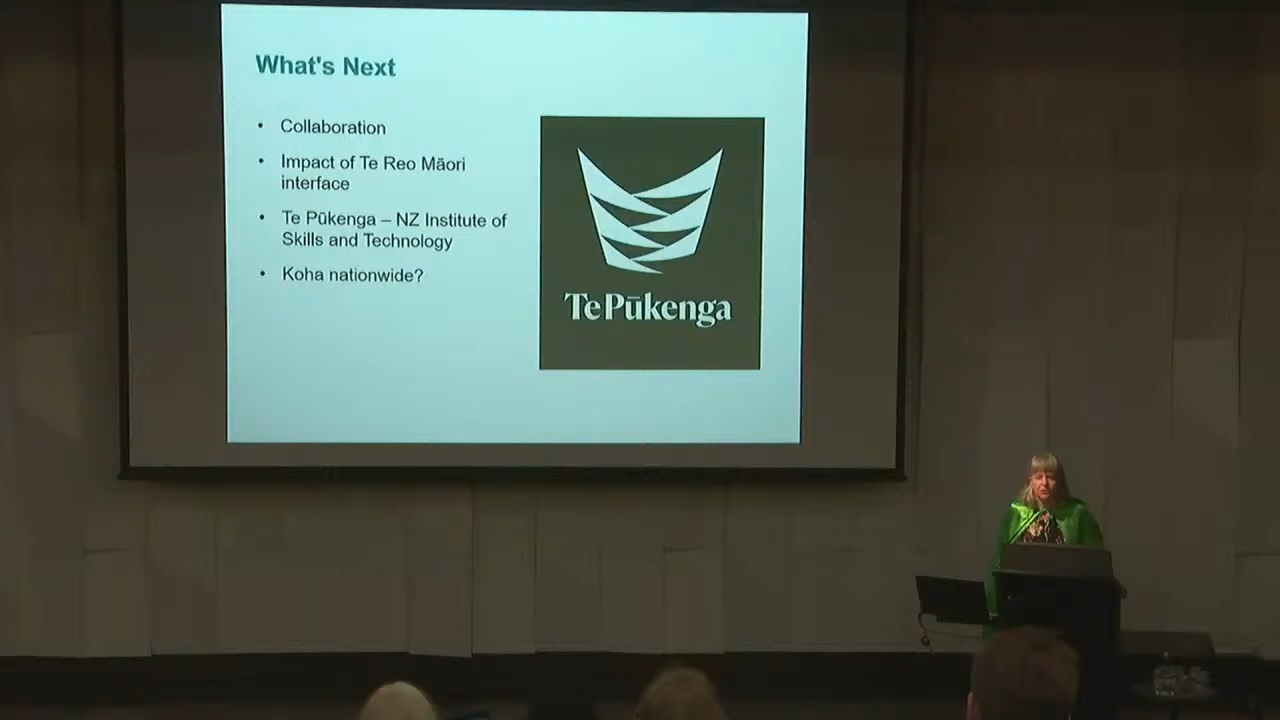 What's Next
• Collaboration
• Impact of Te Reo Māori
interface
• Te Pūkenga – NZ Institute of
Skills and Technology
• Koha nationwide?
Te Pūkenga